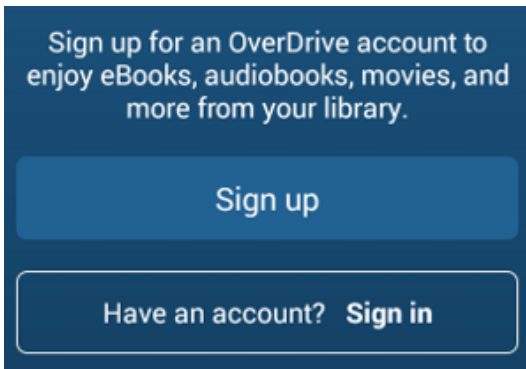 Sign up for an OverDrive account to
enjoy eBooks, audiobooks, movies, and
more from your library.
Sign up
Have an account? Sign in